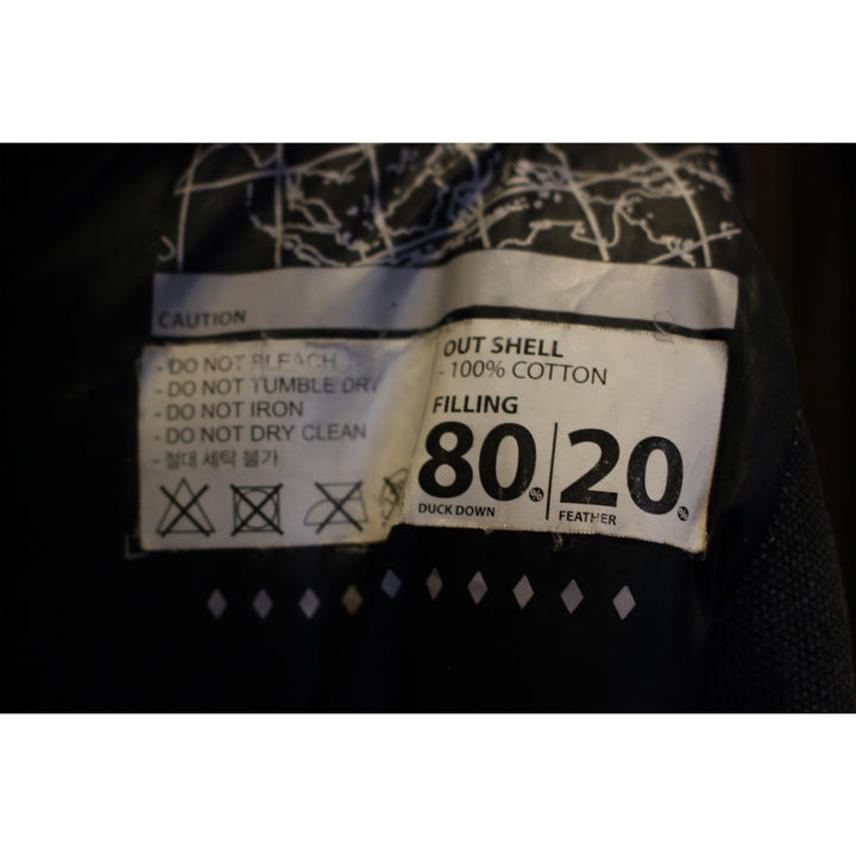 CAUTION
- DO NOT BLEACH
- DO NOT TUMBLE DRY
- DO NOT IRON
- DO NOT DRY CLEAN
- 절대 세탁 불가
OUT SHELL
- 100% COTTON
FILLING
80% 20%
DUCK DOWN FEATHER